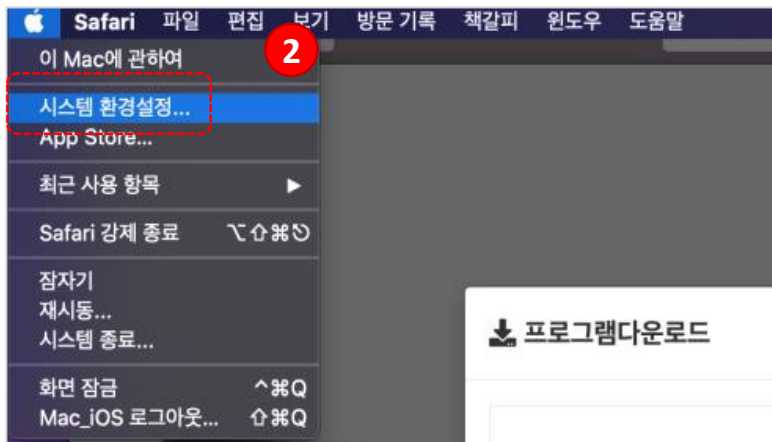 Safari 파일 편집 보기 방문 기록 책갈피 윈도우 도움말
이 Mac에 관하여
2
시스템 환경설정...
App Store...
최근 사용 항목 ▶
Safari 강제 종료 ⌥⇧⌘⎋
잠자기
재시동...
시스템 종료...
화면 잠금 ^⌘Q
Mac_iOS 로그아웃... ⇧⌘Q
프로그램다운로드